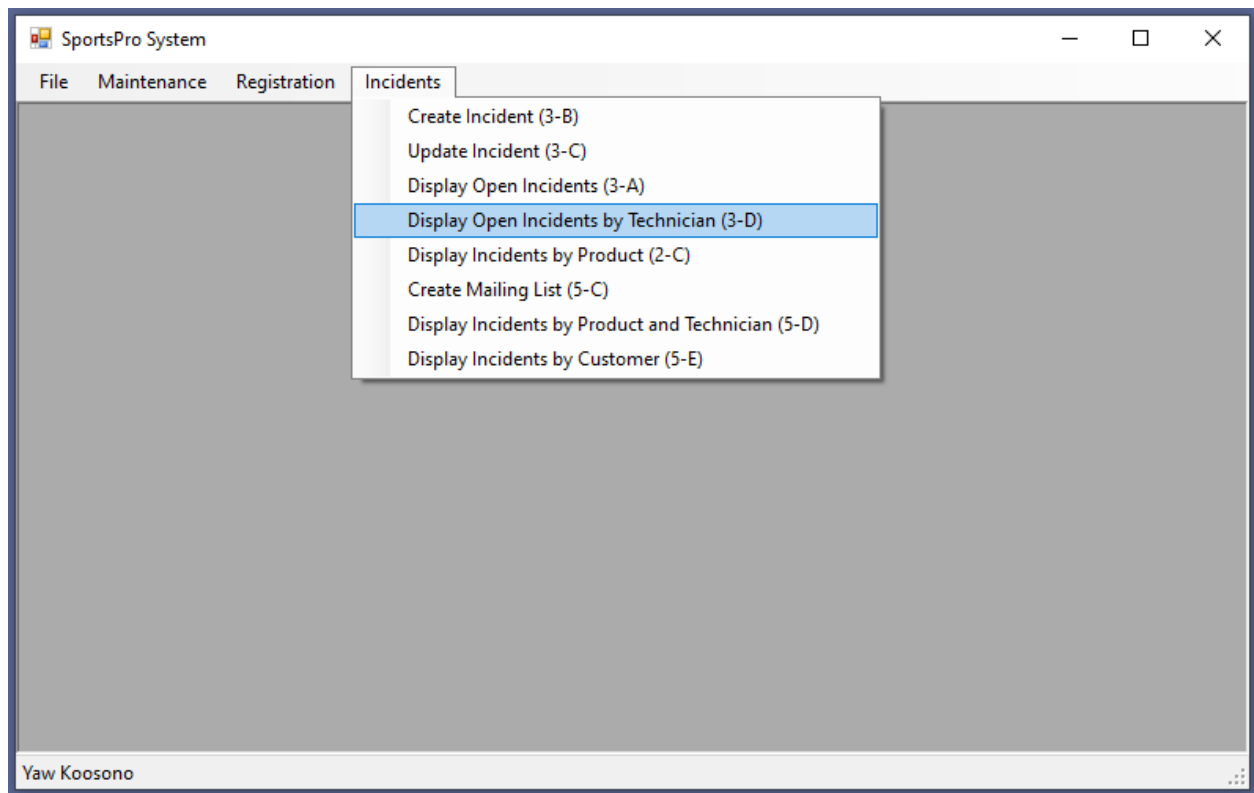 SportsPro System
File Maintenance Registration Incidents
Create Incident (3-B)
Update Incident (3-C)
Display Open Incidents (3-A)
Display Open Incidents by Technician (3-D)
Display Incidents by Product (2-C)
Create Mailing List (5-C)
Display Incidents by Product and Technician (5-D)
Display Incidents by Customer (5-E)
Yaw Koosono